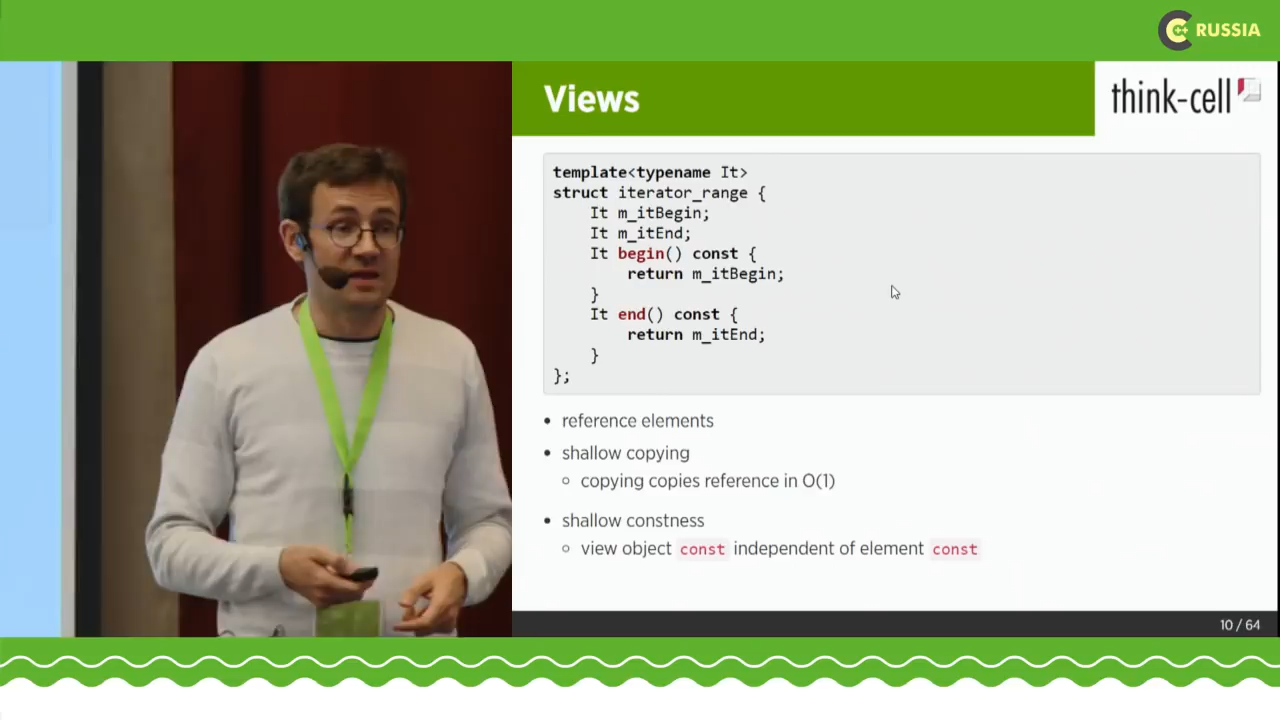 C++ RUSSIA
Views
think-cell
template<typename It>
struct iterator_range {
    It m_itBegin;
    It m_itEnd;
    It begin() const {
        return m_itBegin;
    }
    It end() const {
        return m_itEnd;
    }
};
• reference elements
• shallow copying
◦ copying copies reference in O(1)
• shallow constness
◦ view object const independent of element const
10 / 64